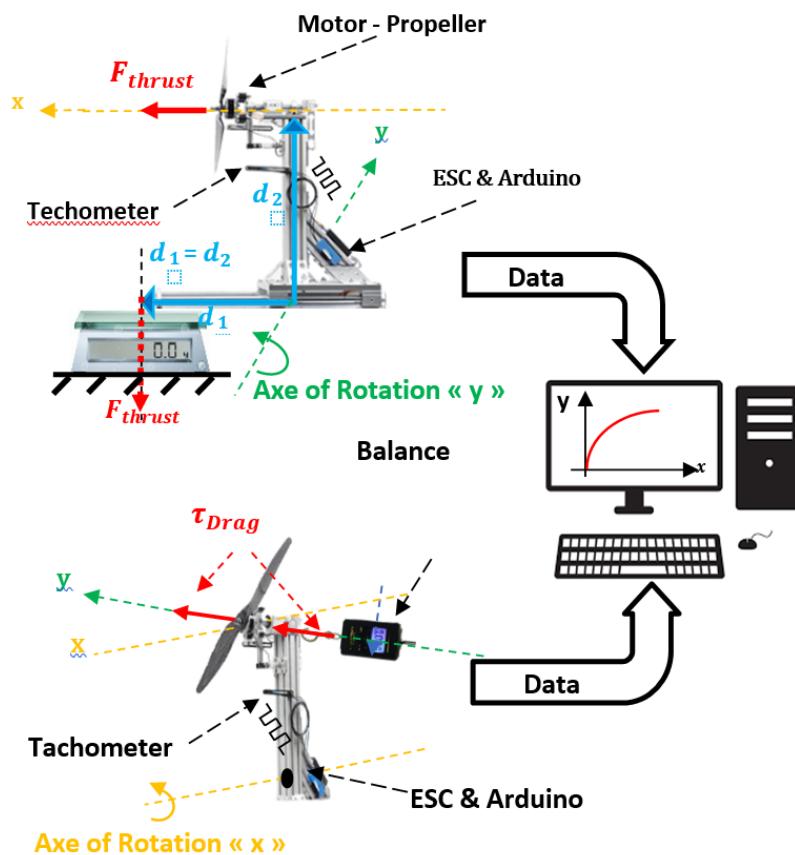 Motor - Propeller
F_thrust
x
y
ESC & Arduino
Techometer
d_2
d_1 = d_2
d_1
Data
0.0
F_thrust
Axe of Rotation « y »
Balance
y
x
τ_Drag
y
x
Data
Tachometer
ESC & Arduino
Axe of Rotation « x »